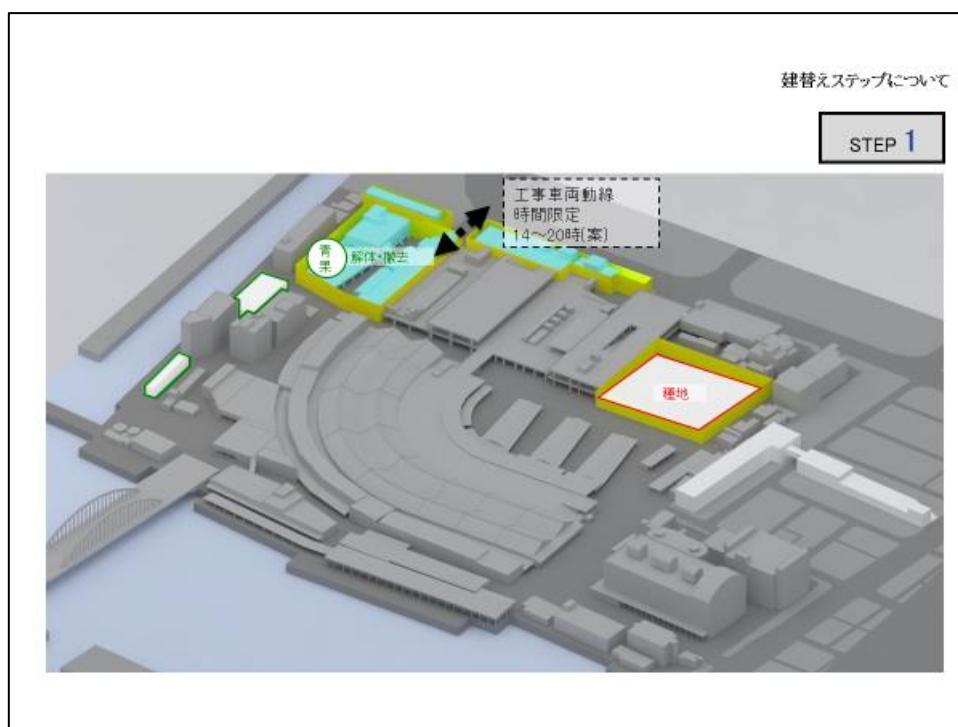 建替えステップについて
STEP 1
工事車両動線
時間限定
14～20時(案)
青
果
解体・撤去
種地